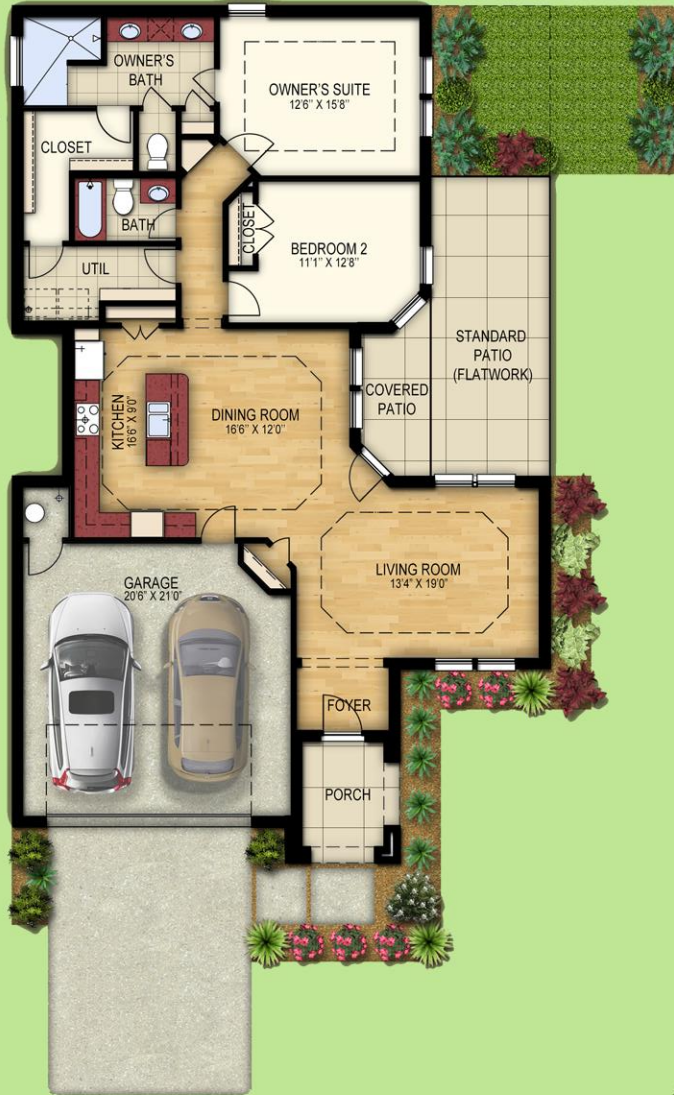 OWNER'S
BATH
OWNER'S SUITE
12'6" X 15'8"
CLOSET
BATH
CLOSET
BEDROOM 2
11'1" X 12'8"
UTIL
STANDARD
PATIO
(FLATWORK)
COVERED
PATIO
KITCHEN
16'6" X 9'0"
DINING ROOM
16'6" X 12'0"
LIVING ROOM
13'4" X 19'0"
GARAGE
20'6" X 21'0"
FOYER
PORCH